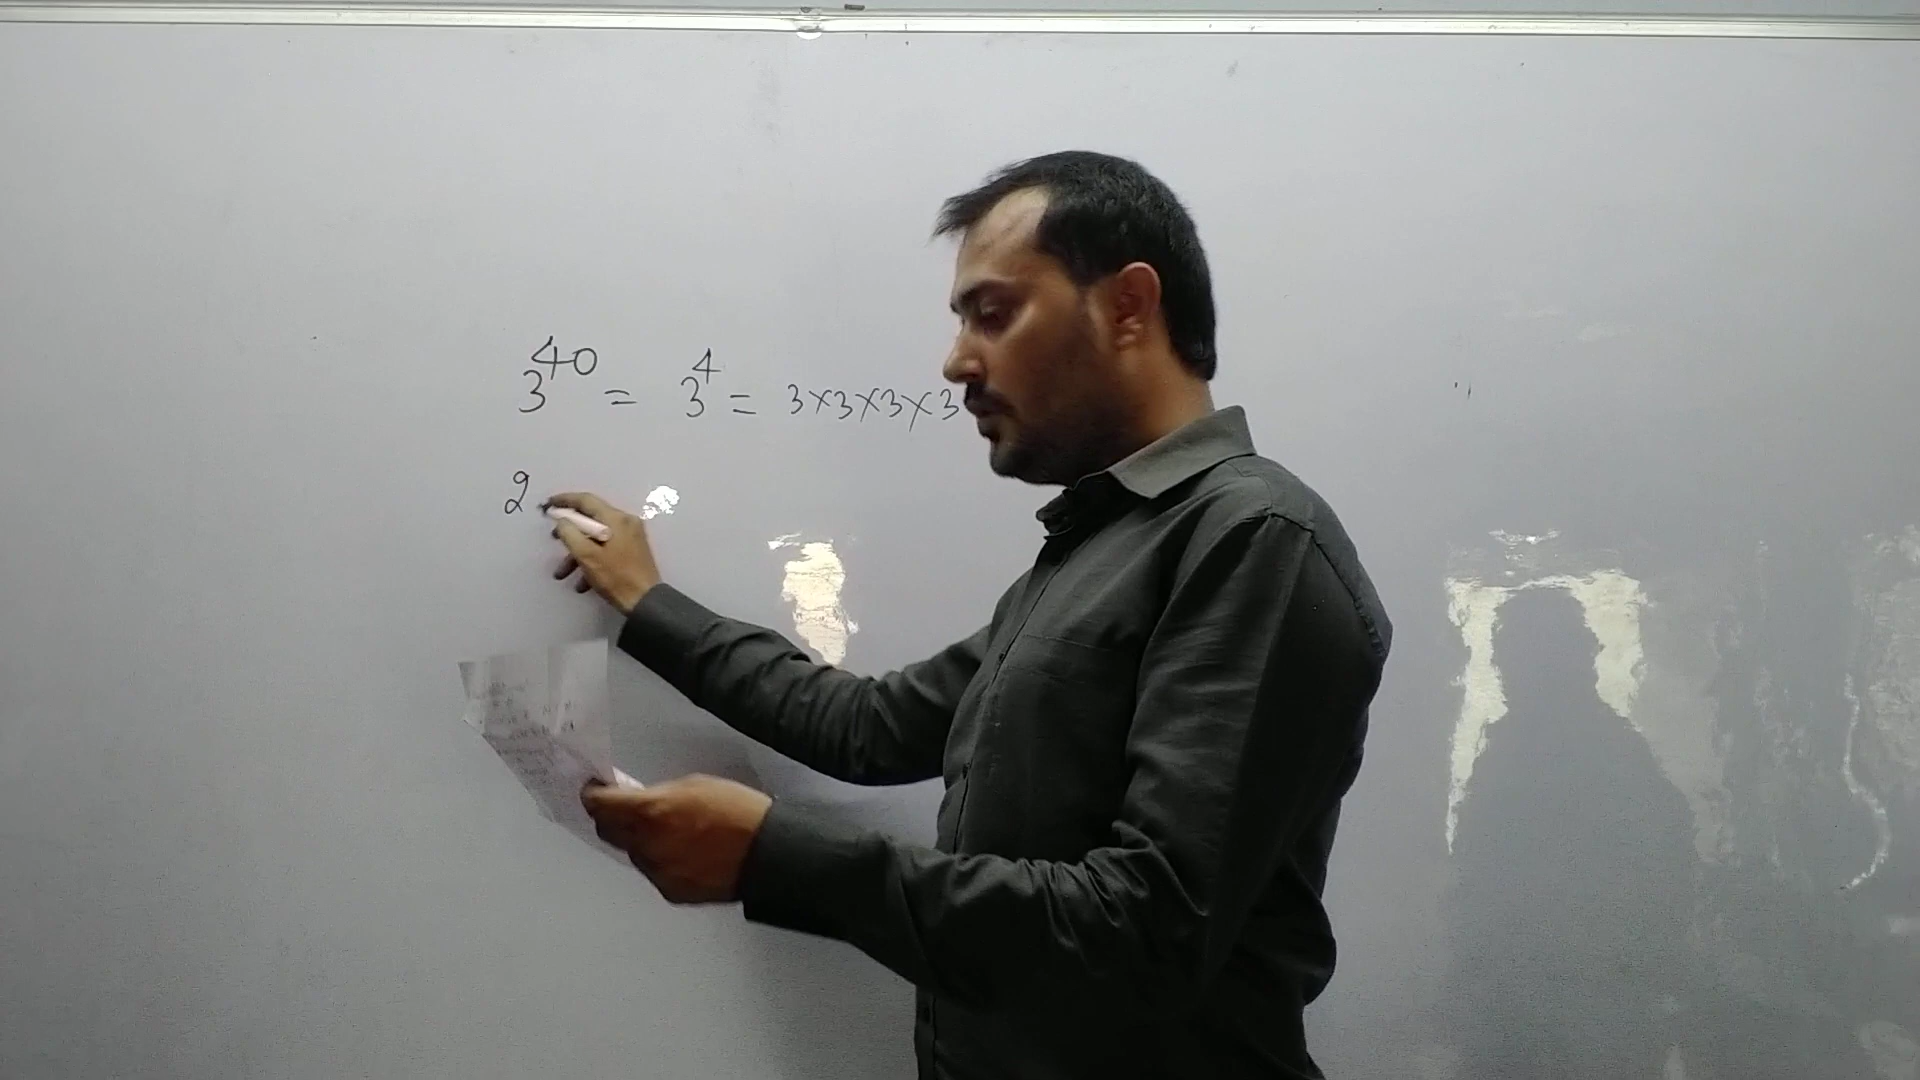 3⁴⁰ = 3⁴ = 3×3×3×3
2